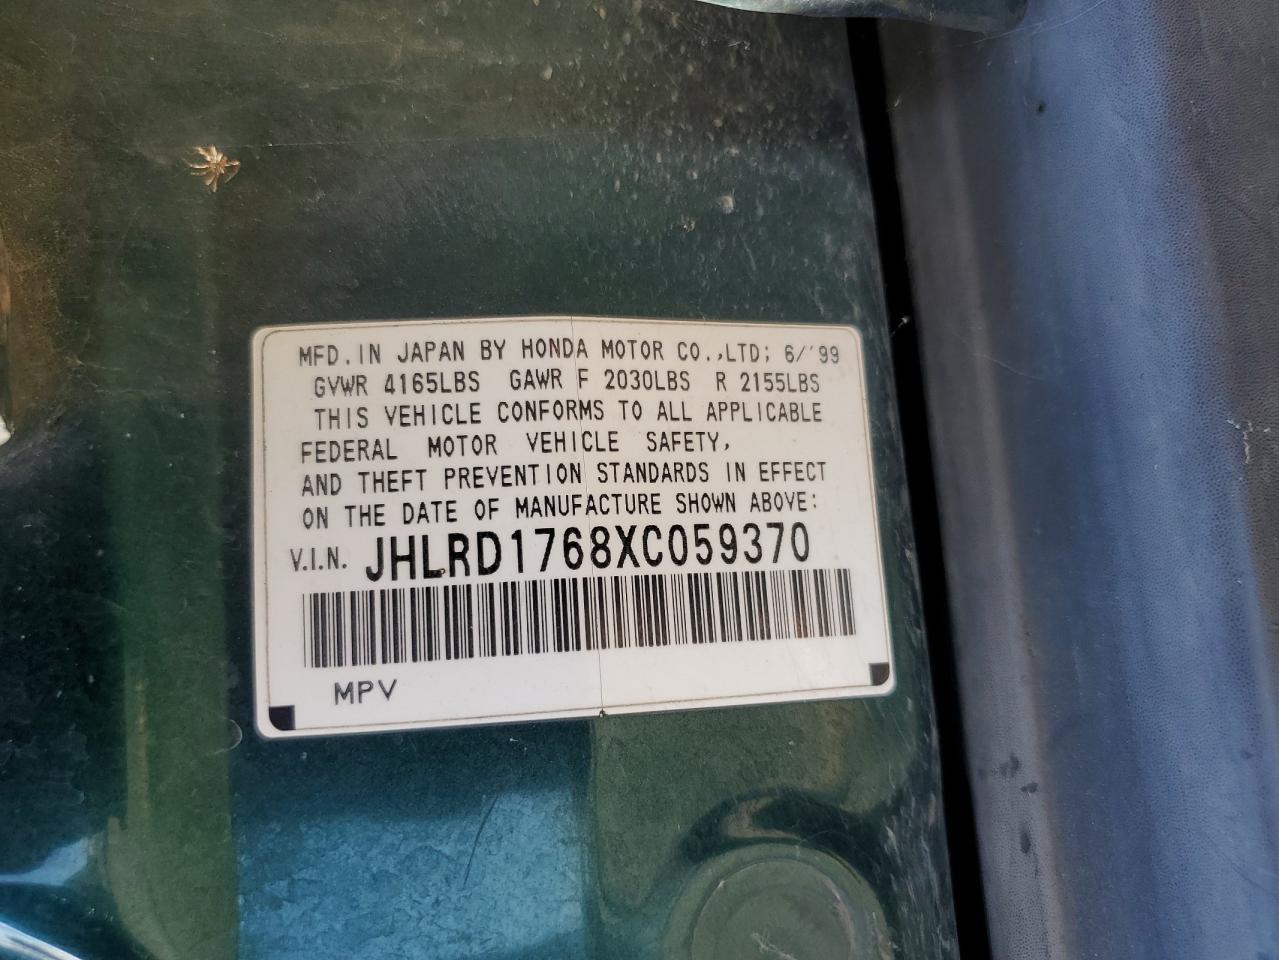 MFD. IN JAPAN BY HONDA MOTOR CO.,LTD; 6/'99
GVWR 4165LBS GAWR F 2030LBS R 2155LBS
THIS VEHICLE CONFORMS TO ALL APPLICABLE
FEDERAL MOTOR VEHICLE SAFETY,
AND THEFT PREVENTION STANDARDS IN EFFECT
ON THE DATE OF MANUFACTURE SHOWN ABOVE:
V.I.N. JHLRD1768XC059370
MPV